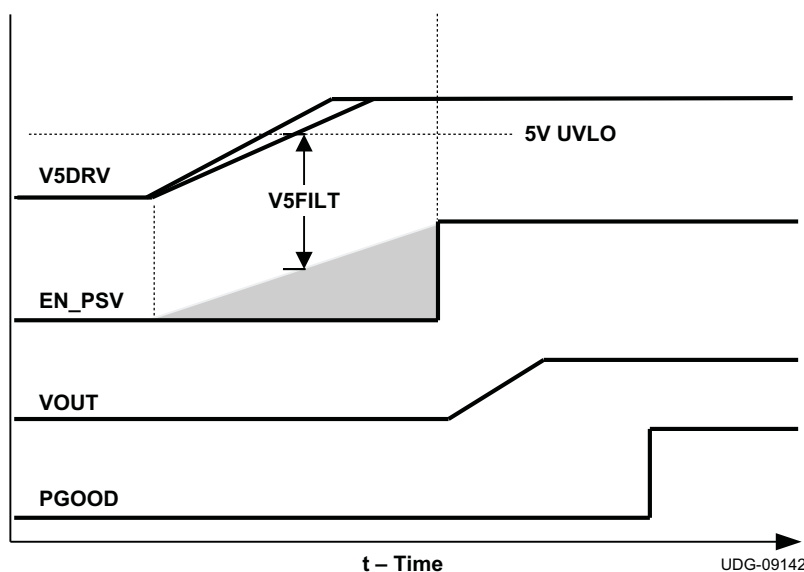 5V UVLO
V5DRV
V5FILT
EN_PSV
VOUT
PGOOD
t – Time
UDG-09142